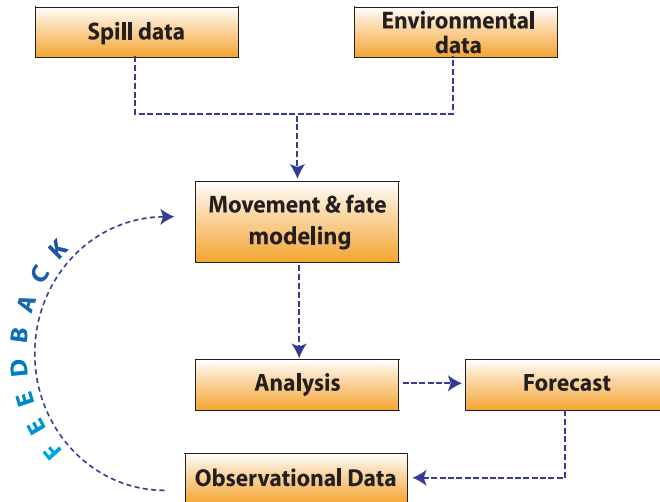 Spill data
Environmental
data
Movement & fate
modeling
FEEDBACK
Analysis
Forecast
Observational Data